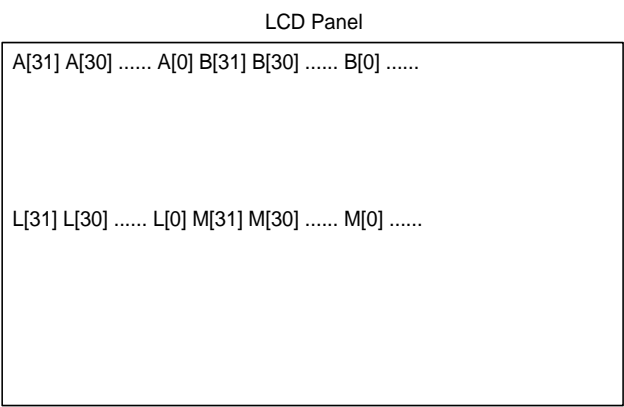 LCD Panel
A[31] A[30] ...... A[0] B[31] B[30] ...... B[0] ......
L[31] L[30] ...... L[0] M[31] M[30] ...... M[0] ......